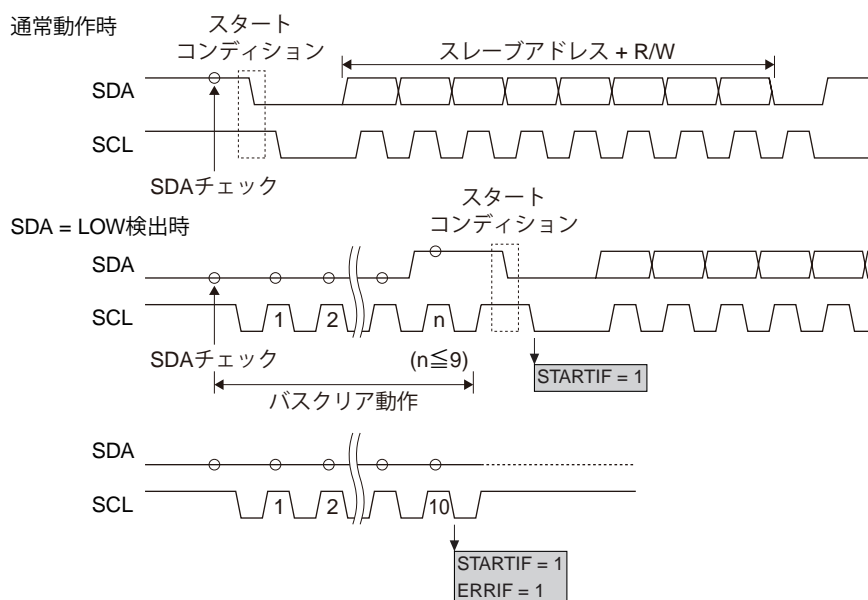 通常動作時
スタート
コンディション
スレーブアドレス + R/W
SDA
SCL
SDAチェック
スタート
コンディション
SDA = LOW検出時
SDA
SCL
1
2
n
SDAチェック
(n≦9)
STARTIF = 1
バスクリア動作
SDA
SCL
1
2
10
STARTIF = 1
ERRIF = 1